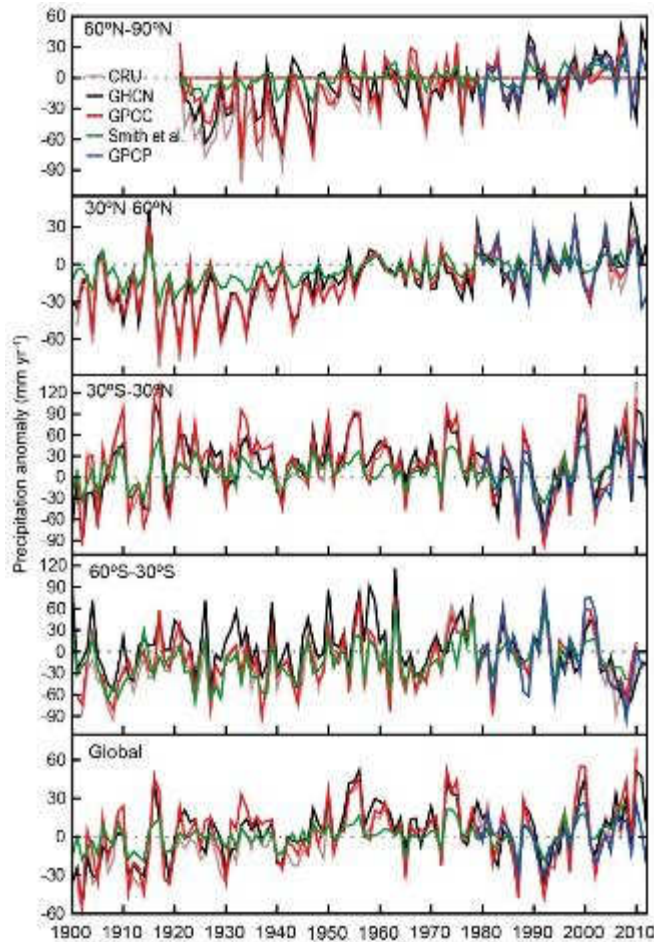 Precipitation anomaly (mm yr⁻¹)
60
60ºN-90ºN
30
0
-30
-60
-90
CRU
GHCN
GPCC
Smith et al.
GPCP
30ºN-60ºN
30
0
-30
-60
30ºS-30ºN
120
90
60
30
0
-30
-60
-90
60ºS-30ºS
120
90
60
30
0
-30
-60
-90
Global
60
30
0
-30
-60
1900 1910 1920 1930 1940 1950 1960 1970 1980 1990 2000 2010